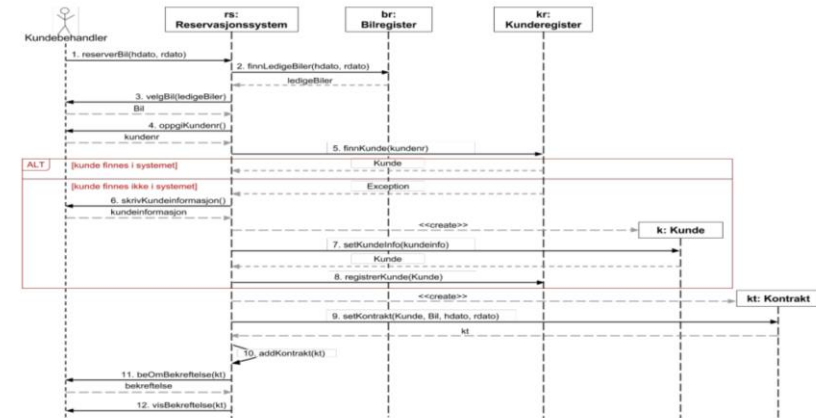 rs:
Reservasjonssystem
br:
Bilregister
kr:
Kunderegister
Kundebehandler
1. reserverBil(hdato, rdato)
2. finnLedigeBiler(hdato, rdato)
ledigeBiler
3. velgBil(ledigeBiler)
Bil
4. oppgiKundenr()
kundenr
5. finnKunde(kundenr)
ALT
[kunde finnes i systemet]
Kunde
[kunde finnes ikke i systemet]
Exception
6. skrivKundeinformasjon()
kundeinformasjon
<<create>>
k: Kunde
7. setKundeInfo(kundeinfo)
Kunde
8. registrerKunde(Kunde)
<<create>>
kt: Kontrakt
9. setKontrakt(Kunde, Bil, hdato, rdato)
kt
10. addKontrakt(kt)
11. beOmBekreftelse(kt)
bekreftelse
12. visBekreftelse(kt)